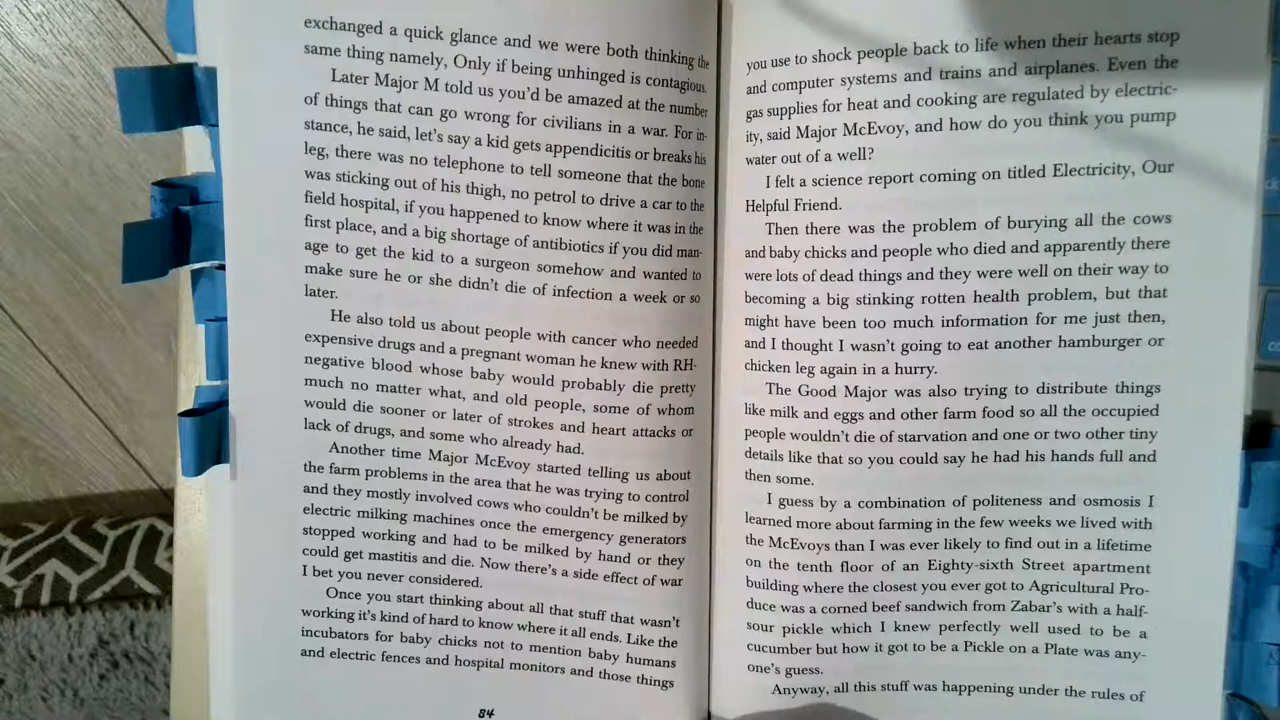 exchanged a quick glance and we were both thinking the
same thing namely, Only if being unhinged is contagious.
Later Major M told us you'd be amazed at the number
of things that can go wrong for civilians in a war. For in-
stance, he said, let's say a kid gets appendicitis or breaks his
leg, there was no telephone to tell someone that the bone
was sticking out of his thigh, no petrol to drive a car to the
field hospital, if you happened to know where it was in the
first place, and a big shortage of antibiotics if you did man-
age to get the kid to a surgeon somehow and wanted to
make sure he or she didn't die of infection a week or so
later.
He also told us about people with cancer who needed
expensive drugs and a pregnant woman he knew with RH-
negative blood whose baby would probably die pretty
much no matter what, and old people, some of whom
would die sooner or later of strokes and heart attacks or
lack of drugs, and some who already had.
Another time Major McEvoy started telling us about
the farm problems in the area that he was trying to control
and they mostly involved cows who couldn't be milked by
electric milking machines once the emergency generators
stopped working and had to be milked by hand or they
could get mastitis and die. Now there's a side effect of war
I bet you never considered.
Once you start thinking about all that stuff that wasn't
working it's kind of hard to know where it all ends. Like the
incubators for baby chicks not to mention baby humans
and electric fences and hospital monitors and those things
84
you use to shock people back to life when their hearts stop
and computer systems and trains and airplanes. Even the
gas supplies for heat and cooking are regulated by electric-
ity, said Major McEvoy, and how do you think you pump
water out of a well?
I felt a science report coming on titled Electricity, Our
Helpful Friend.
Then there was the problem of burying all the cows
and baby chicks and people who died and apparently there
were lots of dead things and they were well on their way to
becoming a big stinking rotten health problem, but that
might have been too much information for me just then,
and I thought I wasn't going to eat another hamburger or
chicken leg again in a hurry.
The Good Major was also trying to distribute things
like milk and eggs and other farm food so all the occupied
people wouldn't die of starvation and one or two other tiny
details like that so you could say he had his hands full and
then some.
I guess by a combination of politeness and osmosis I
learned more about farming in the few weeks we lived with
the McEvoys than I was ever likely to find out in a lifetime
on the tenth floor of an Eighty-sixth Street apartment
building where the closest you ever got to Agricultural Pro-
duce was a corned beef sandwich from Zabar's with a half-
sour pickle which I knew perfectly well used to be a
cucumber but how it got to be a Pickle on a Plate was any-
one's guess.
Anyway, all this stuff was happening under the rules of